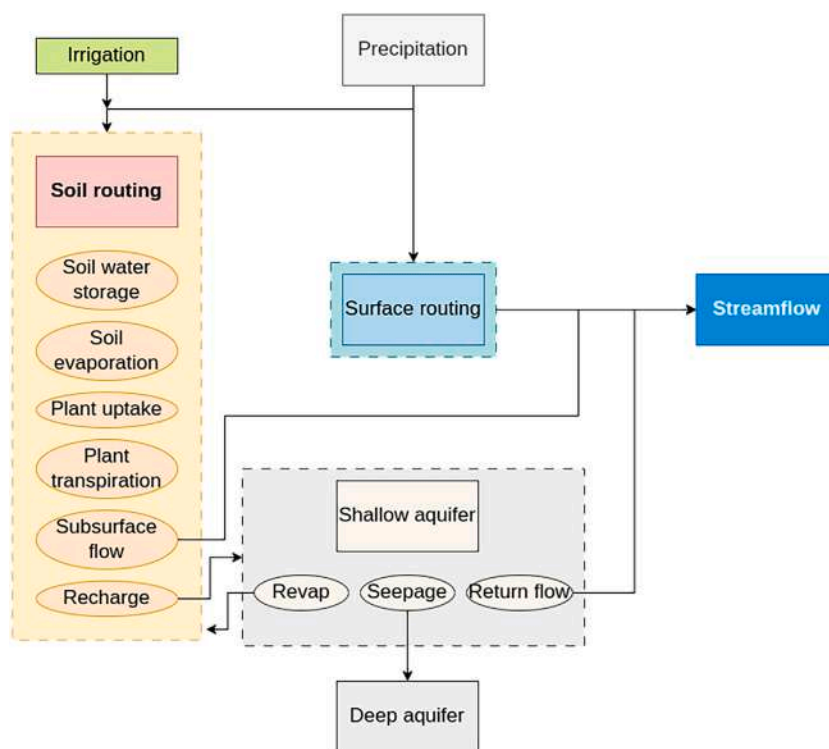 Irrigation
Precipitation
Soil routing
Soil water
storage
Surface routing
Streamflow
Soil
evaporation
Plant uptake
Plant
transpiration
Subsurface
flow
Shallow aquifer
Recharge
Revap
Seepage
Return flow
Deep aquifer